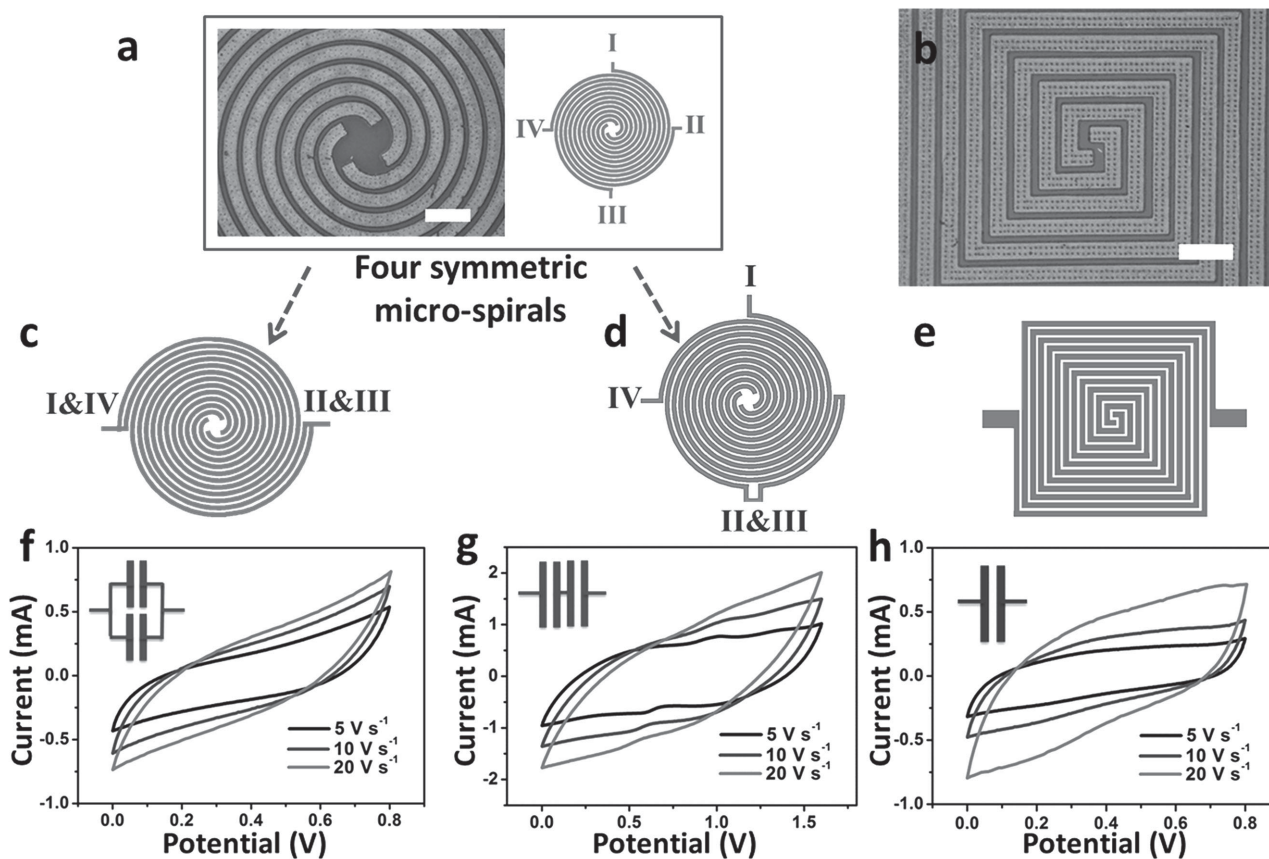 a
I
IV
II
III
b
Four symmetric
micro-spirals
c
I&IV
II&III
d
I
IV
II&III
e
f
Current (mA)
1.0
0.5
0.0
-0.5
-1.0
5 V s⁻¹
10 V s⁻¹
20 V s⁻¹
0.0 0.2 0.4 0.6 0.8
Potential (V)
g
Current (mA)
2
1
0
-1
-2
5 V s⁻¹
10 V s⁻¹
20 V s⁻¹
0.0 0.5 1.0 1.5
Potential (V)
h
Current (mA)
1.0
0.5
0.0
-0.5
-1.0
5 V s⁻¹
10 V s⁻¹
20 V s⁻¹
0.0 0.2 0.4 0.6 0.8
Potential (V)